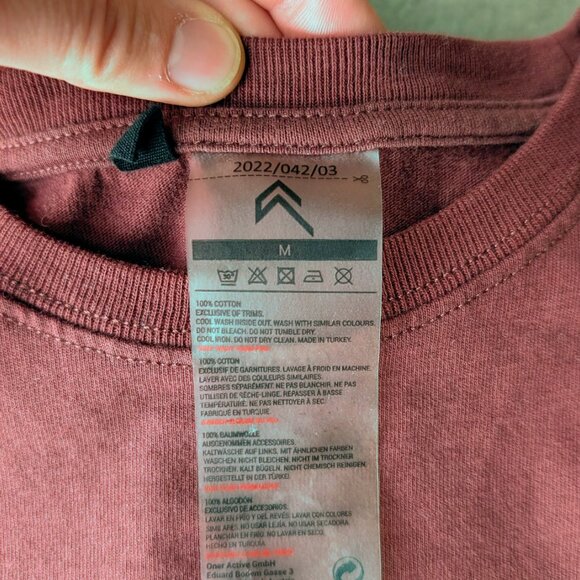 2022/042/03
M
30°
100% COTTON
EXCLUSIVE OF TRIMS.
COOL WASH INSIDE OUT. WASH WITH SIMILAR COLOURS.
DO NOT BLEACH. DO NOT TUMBLE DRY.
COOL IRON. DO NOT DRY CLEAN. MADE IN TURKEY.
100% COTON
EXCLUSIF DE GARNITURES. LAVAGE À FROID EN MACHINE.
LAVER AVEC DES COULEURS SIMILAIRES.
SOMBRES SÉPARÉMENT. NE PAS BLANCHIR. NE PAS
UTILISER DE SÈCHE-LINGE. REPASSER À BASSE
TEMPÉRATURE. NE PAS NETTOYER À SEC.
FABRIQUÉ EN TURQUIE
100% BAUMWOLLE
AUSGENOMMEN ACCESSOIRES.
KALTWÄSCHE AUF LINKS. MIT ÄHNLICHEN FARBEN
WASCHEN. NICHT BLEICHEN. NICHT IM TROCKNER
TROCKNEN. KALT BÜGELN. NICHT CHEMISCH REINIGEN.
HERGESTELLT IN DER TÜRKEI.
100% ALGODÓN
EXCLUSIVO DE ACCESORIOS.
LAVAR EN FRÍO Y DEL REVÉS. LAVAR CON COLORES
SIMILARES. NO USAR LEJÍA. NO USAR SECADORA.
PLANCHAR EN FRÍO. NO LAVAR EN SECO.
HECHO EN TURQUÍA
Oner Active GmbH
Eduard Bodem Gasse 3